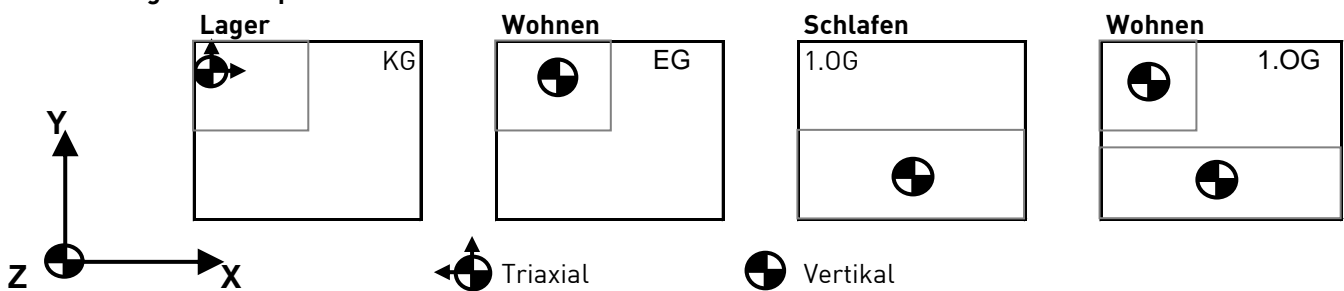 Lager
Wohnen
Schlafen
Wohnen
KG
EG
1.OG
1.OG
Y
Z
X
Triaxial
Vertikal